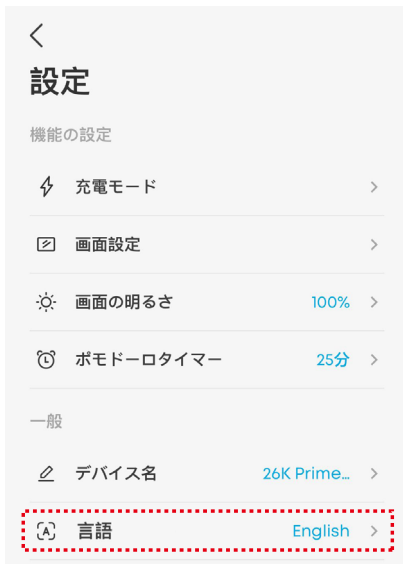 設定
機能の設定
充電モード
画面設定
画面の明るさ 100%
ポモドーロタイマー 25分
一般
デバイス名 26K Prime...
言語 English